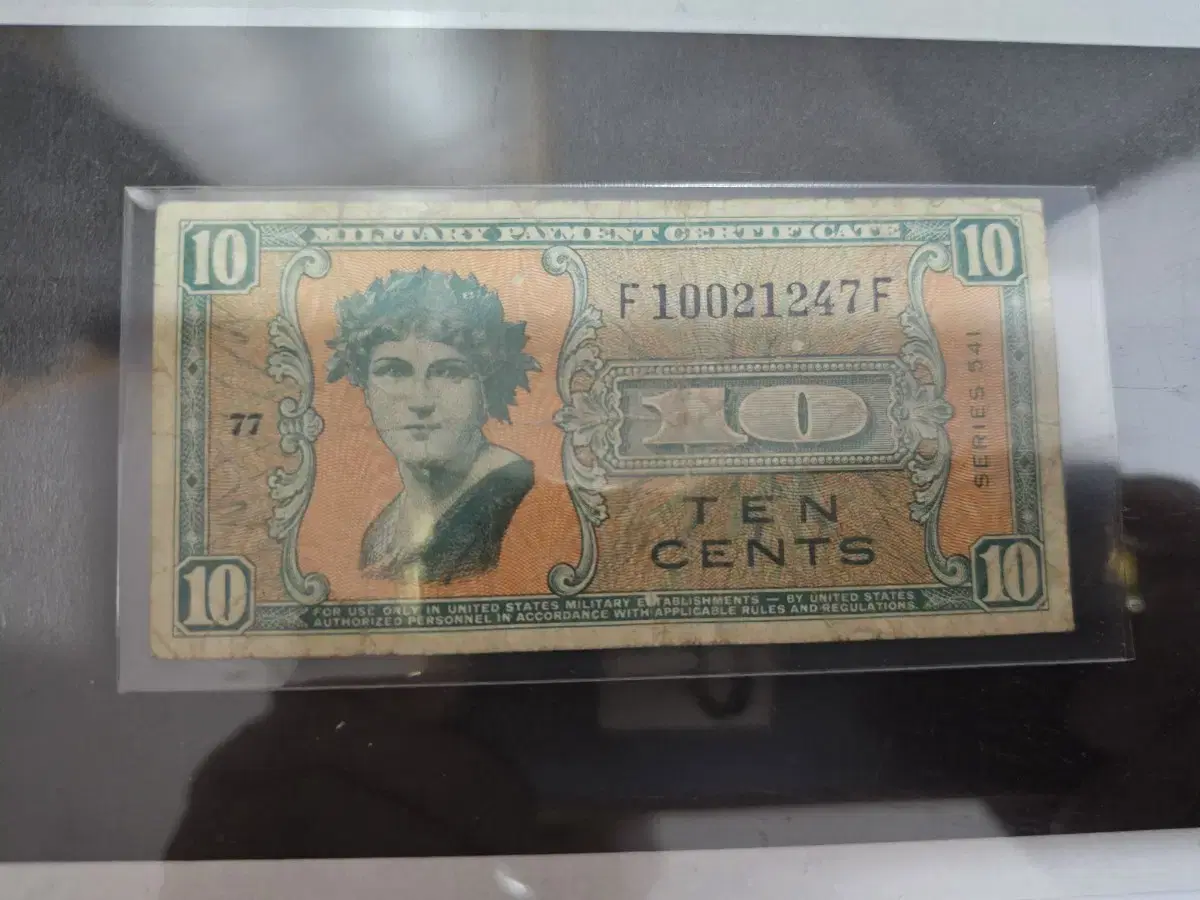 10 MILITARY PAYMENT CERTIFICATE 10
F10021247F
77
10
SERIES 541
TEN
CENTS
10 10
FOR USE ONLY IN UNITED STATES MILITARY ESTABLISHMENTS — BY UNITED STATES
AUTHORIZED PERSONNEL IN ACCORDANCE WITH APPLICABLE RULES AND REGULATIONS.